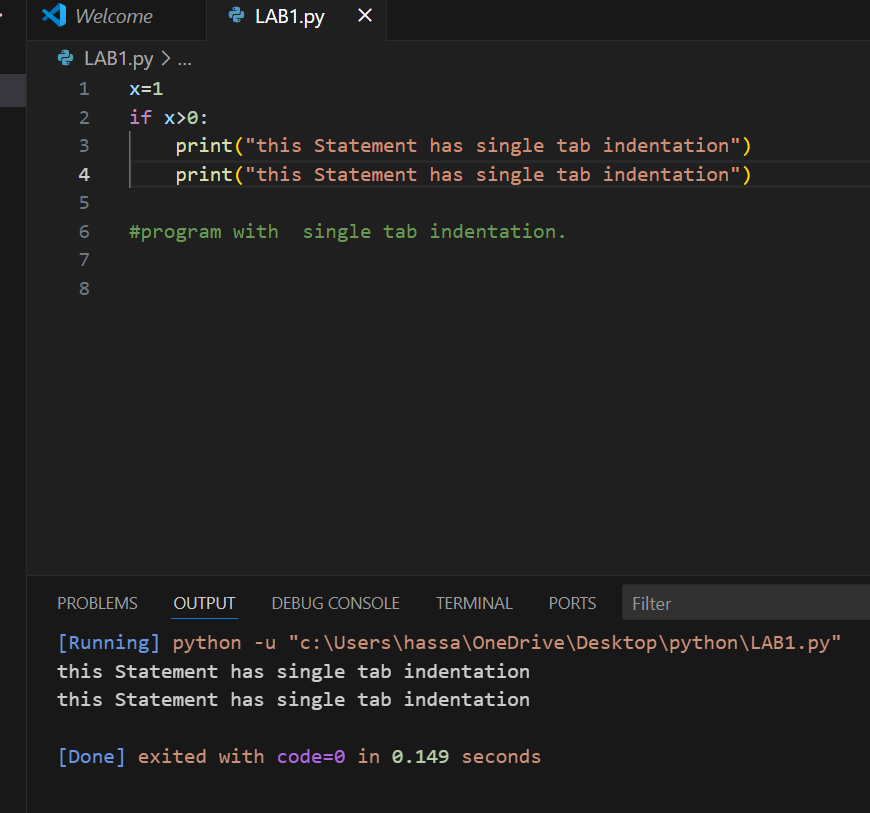 Welcome LAB1.py
LAB1.py > ...
1 x=1
2 if x>0:
3     print("this Statement has single tab indentation")
4     print("this Statement has single tab indentation")
5
6 #program with  single tab indentation.
7
8
PROBLEMS OUTPUT DEBUG CONSOLE TERMINAL PORTS Filter
[Running] python -u "c:\Users\hassa\OneDrive\Desktop\python\LAB1.py"
this Statement has single tab indentation
this Statement has single tab indentation
[Done] exited with code=0 in 0.149 seconds